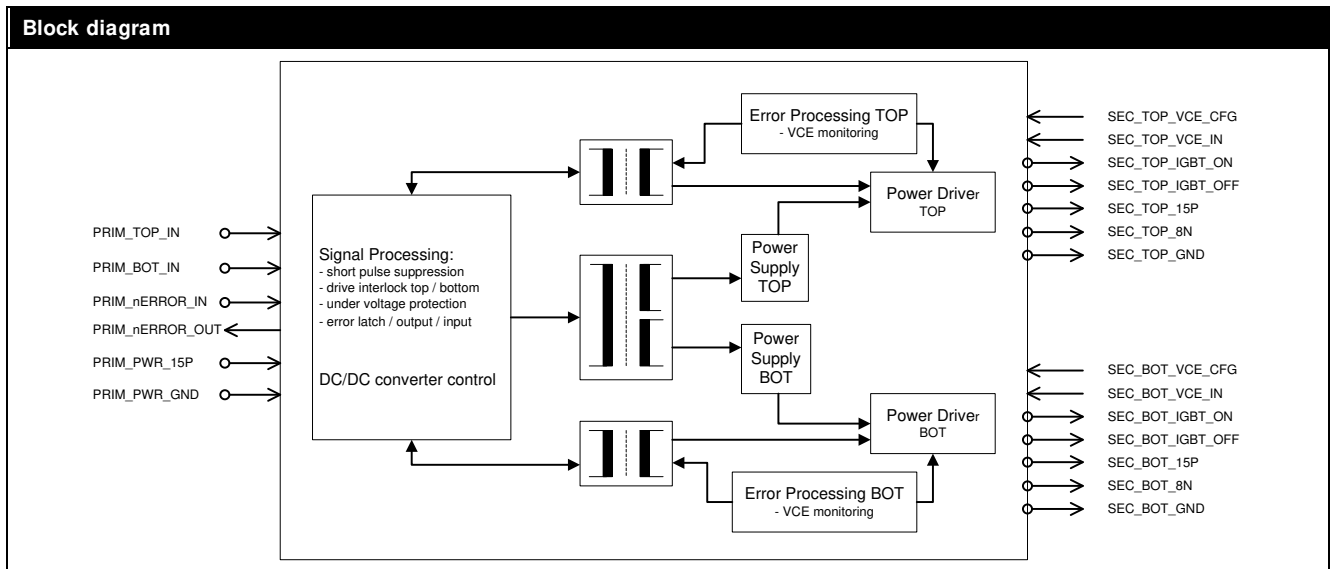 Block diagram
PRIM_TOP_IN
PRIM_BOT_IN
PRIM_nERROR_IN
PRIM_nERROR_OUT
PRIM_PWR_15P
PRIM_PWR_GND
Signal Processing:
- short pulse suppression
- drive interlock top / bottom
- under voltage protection
- error latch / output / input
DC/DC converter control
Error Processing TOP
- VCE monitoring
Power Driver
TOP
Power
Supply
TOP
Power
Supply
BOT
Power Driver
BOT
Error Processing BOT
- VCE monitoring
SEC_TOP_VCE_CFG
SEC_TOP_VCE_IN
SEC_TOP_IGBT_ON
SEC_TOP_IGBT_OFF
SEC_TOP_15P
SEC_TOP_8N
SEC_TOP_GND
SEC_BOT_VCE_CFG
SEC_BOT_VCE_IN
SEC_BOT_IGBT_ON
SEC_BOT_IGBT_OFF
SEC_BOT_15P
SEC_BOT_8N
SEC_BOT_GND